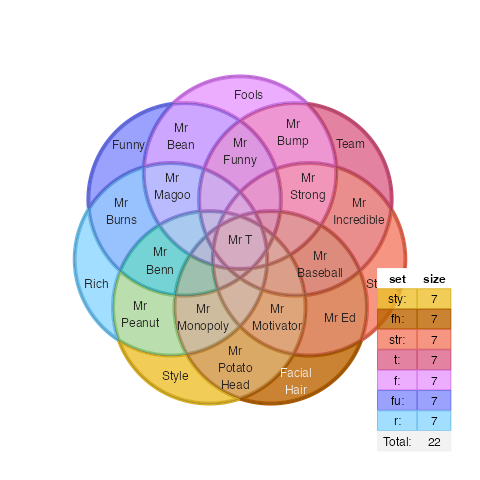 Fools
Funny
Mr
Bean
Mr
Funny
Mr
Bump
Team
Mr
Magoo
Mr
Strong
Mr
Burns
Mr
Incredible
Mr T
Mr
Benn
Mr
Baseball
Rich
St
Mr
Peanut
Mr
Monopoly
Mr
Motivator
Mr Ed
Mr
Potato
Head
Style
Facial
Hair
set size
sty: 7
fh: 7
str: 7
t: 7
f: 7
fu: 7
r: 7
Total: 22